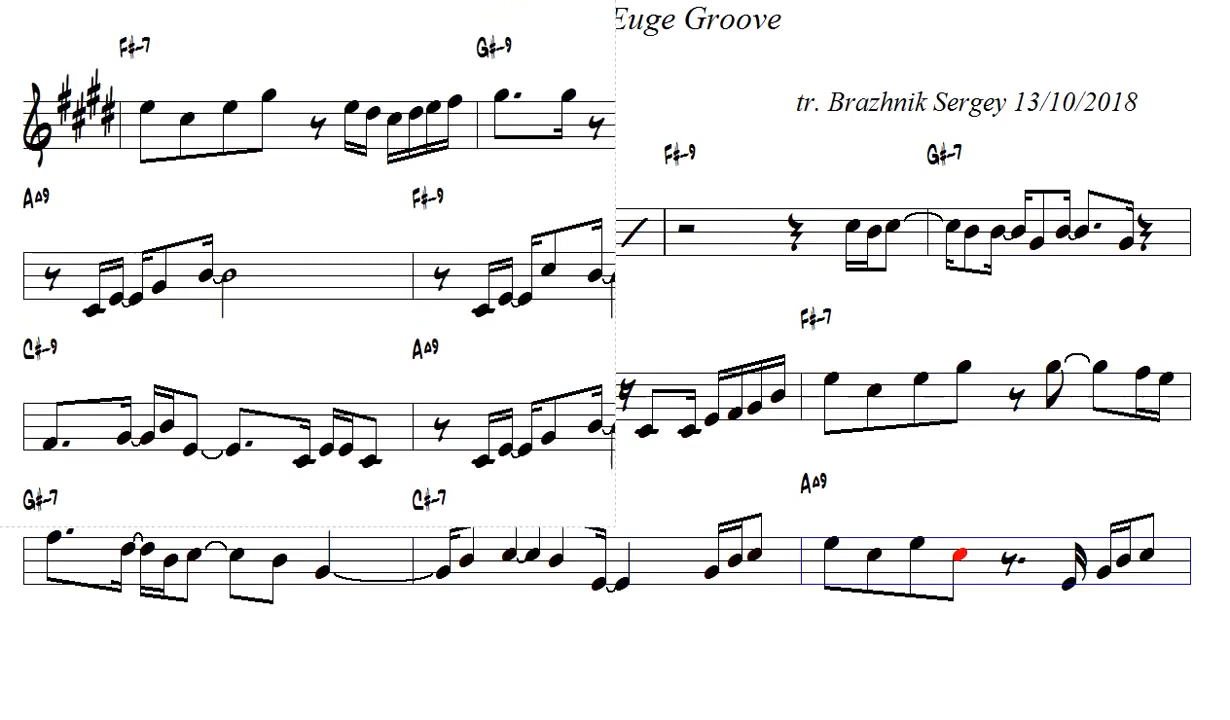 Euge Groove
F#-7 G#-9
tr. Brazhnik Sergey 13/10/2018
F#-9 G#-7
A△9 F#-9
F#-7
C#-9 A△9
A△9
G#-7 C#-7